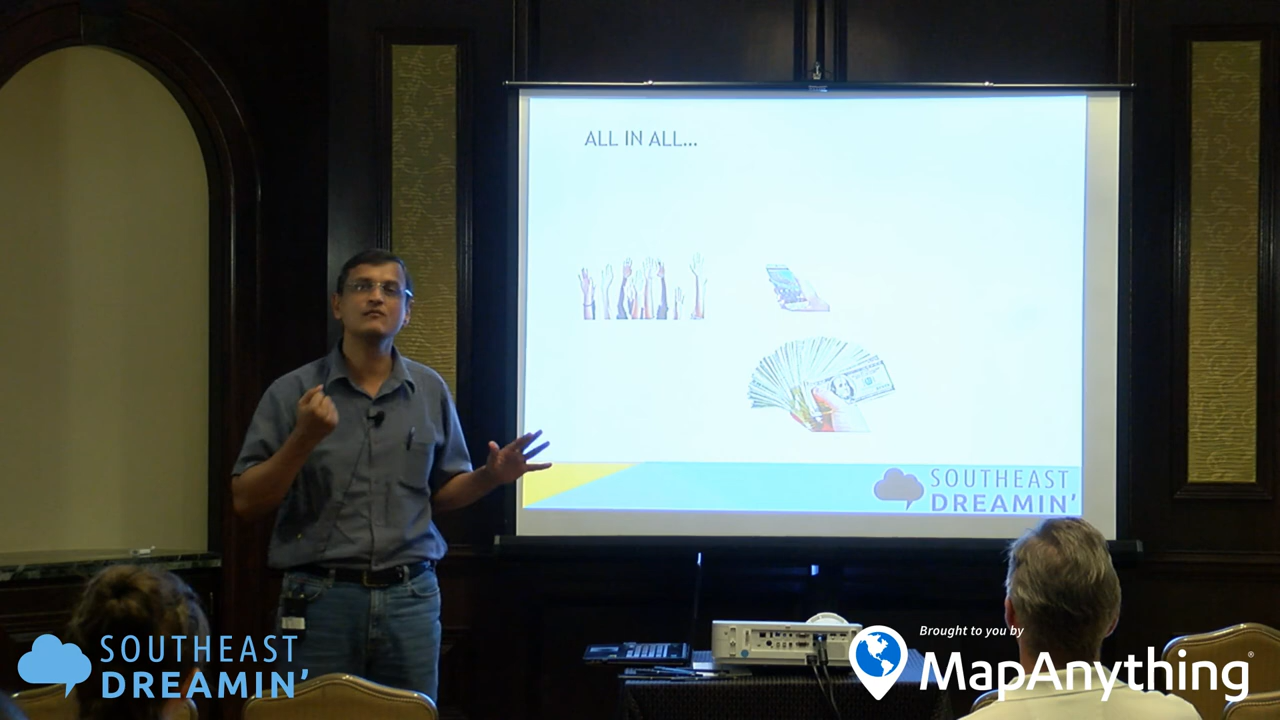 ALL IN ALL...
SOUTHEAST
DREAMIN'
SOUTHEAST
DREAMIN'
Brought to you by
MapAnything®